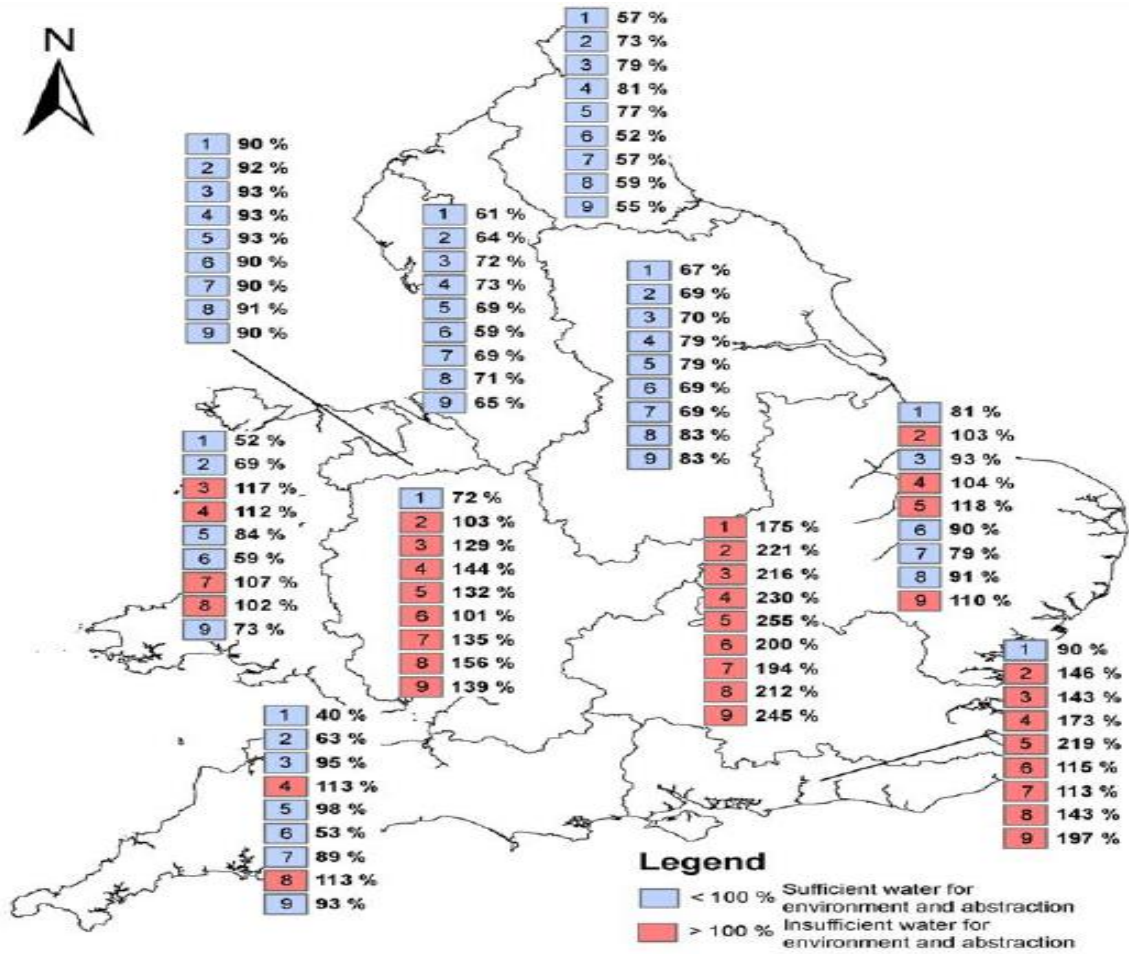 N
1 57 %
2 73 %
3 79 %
4 81 %
5 77 %
6 52 %
7 57 %
8 59 %
9 55 %
1 90 %
2 92 %
3 93 %
4 93 %
5 93 %
6 90 %
7 90 %
8 91 %
9 90 %
1 61 %
2 64 %
3 72 %
4 73 %
5 69 %
6 59 %
7 69 %
8 71 %
9 65 %
1 67 %
2 69 %
3 70 %
4 79 %
5 79 %
6 69 %
7 69 %
8 83 %
9 83 %
1 81 %
2 103 %
3 93 %
4 104 %
5 118 %
6 90 %
7 79 %
8 91 %
9 110 %
1 52 %
2 69 %
3 117 %
4 112 %
5 84 %
6 59 %
7 107 %
8 102 %
9 73 %
1 72 %
2 103 %
3 129 %
4 144 %
5 132 %
6 101 %
7 135 %
8 156 %
9 139 %
1 175 %
2 221 %
3 216 %
4 230 %
5 255 %
6 200 %
7 194 %
8 212 %
9 245 %
1 90 %
2 146 %
3 143 %
4 173 %
5 219 %
6 115 %
7 113 %
8 143 %
9 197 %
1 40 %
2 63 %
3 95 %
4 113 %
5 98 %
6 53 %
7 89 %
8 113 %
9 93 %
Legend
< 100 % Sufficient water for
environment and abstraction
> 100 % Insufficient water for
environment and abstraction